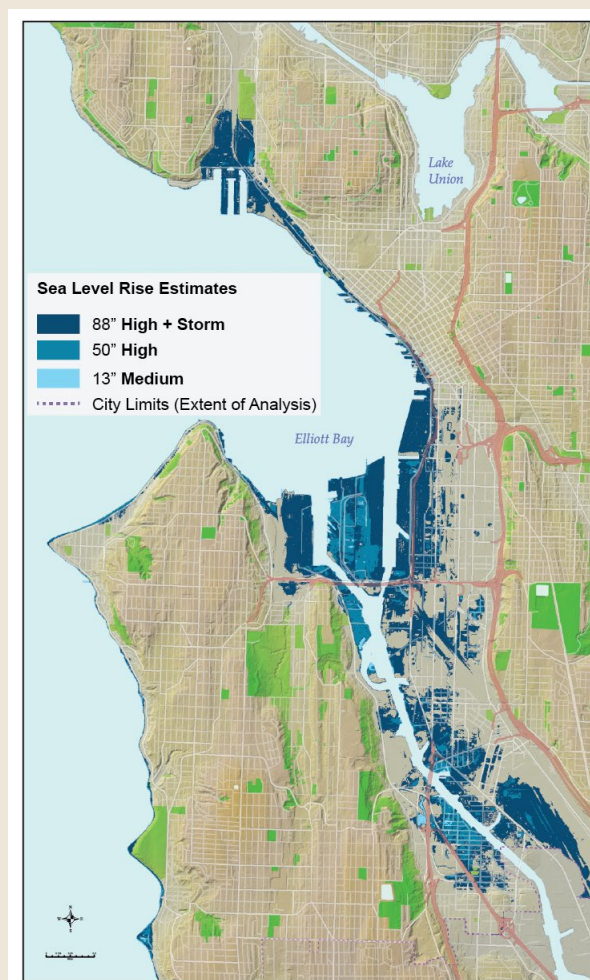 Lake
Union
Sea Level Rise Estimates
88” High + Storm
50” High
13” Medium
City Limits (Extent of Analysis)
Elliott Bay